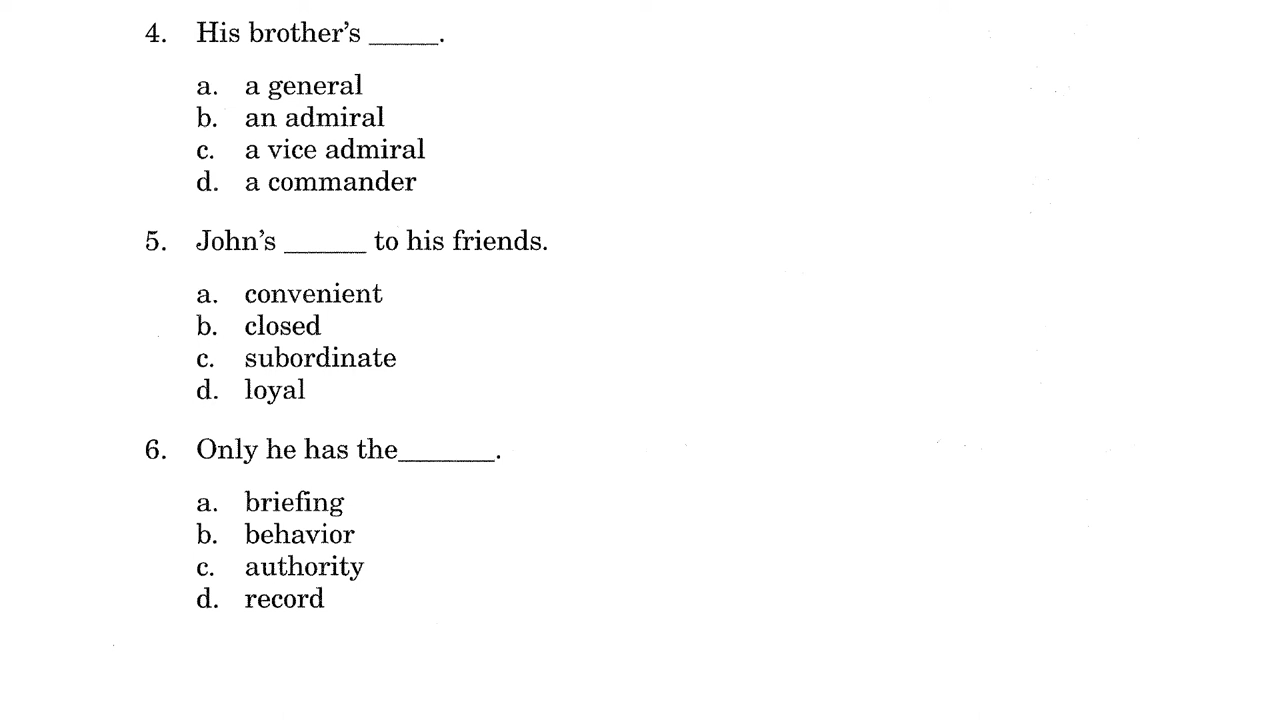 4. His brother's _____.
a. a general
b. an admiral
c. a vice admiral
d. a commander
5. John's ______ to his friends.
a. convenient
b. closed
c. subordinate
d. loyal
6. Only he has the_______.
a. briefing
b. behavior
c. authority
d. record